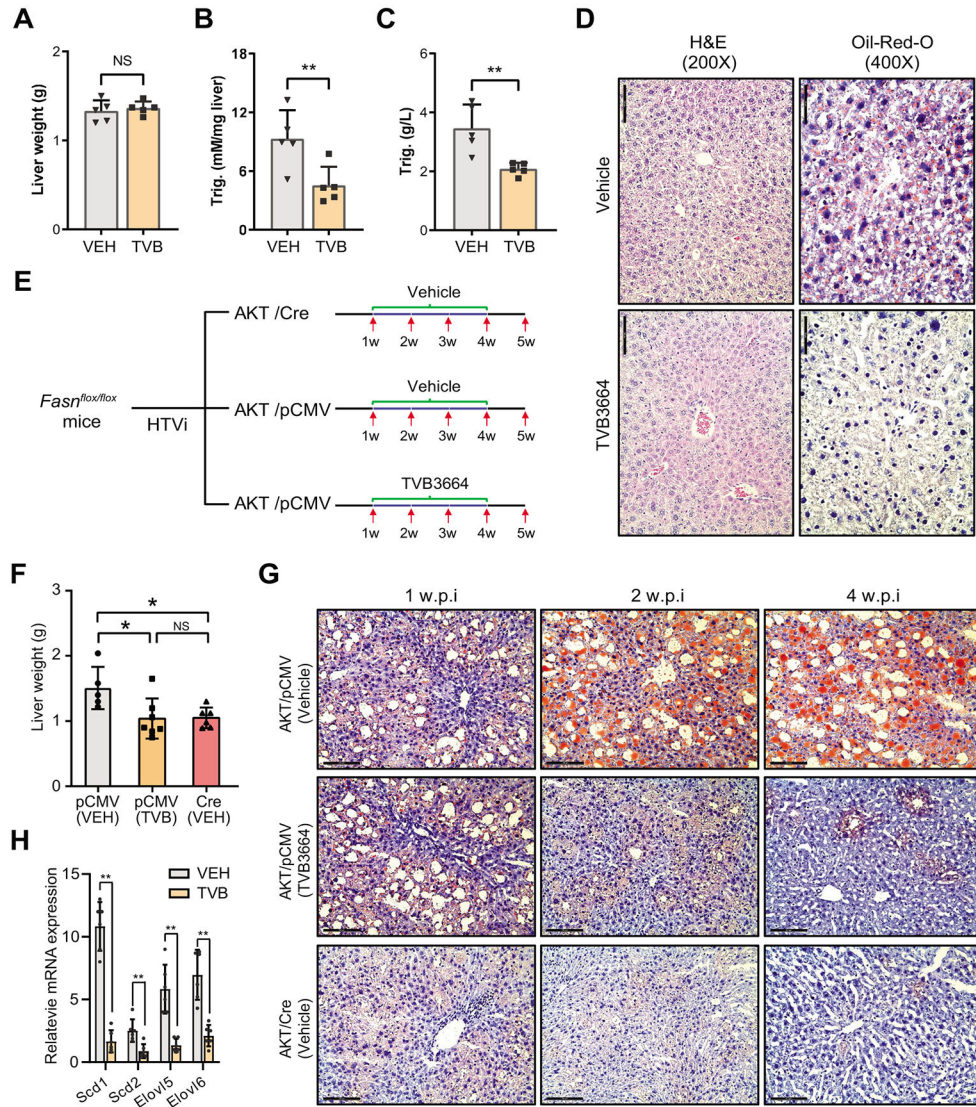 A
Liver weight (g)
2
1
0
NS
VEH
TVB
B
Trig. (mM/mg liver)
18
12
6
0
**
VEH
TVB
C
Trig. (g/L)
6
4
2
0
**
VEH
TVB
D
H&E
(200X)
Oil-Red-O
(400X)
Vehicle
TVB3664
E
Fasnflox/flox
mice
HTVi
AKT /Cre
Vehicle
1w 2w 3w 4w 5w
AKT /pCMV
Vehicle
1w 2w 3w 4w 5w
AKT /pCMV
TVB3664
1w 2w 3w 4w 5w
F
Liver weight (g)
3
2
1
0
*
*
NS
pCMV
(VEH)
pCMV
(TVB)
Cre
(VEH)
G
1 w.p.i
2 w.p.i
4 w.p.i
AKT/pCMV
(Vehicle)
AKT/pCMV
(TVB3664)
AKT/Cre
(Vehicle)
H
Relatevie mRNA expression
15
10
5
0
VEH
TVB
**
**
**
**
Scd1
Scd2
Elovl5
Elovl6